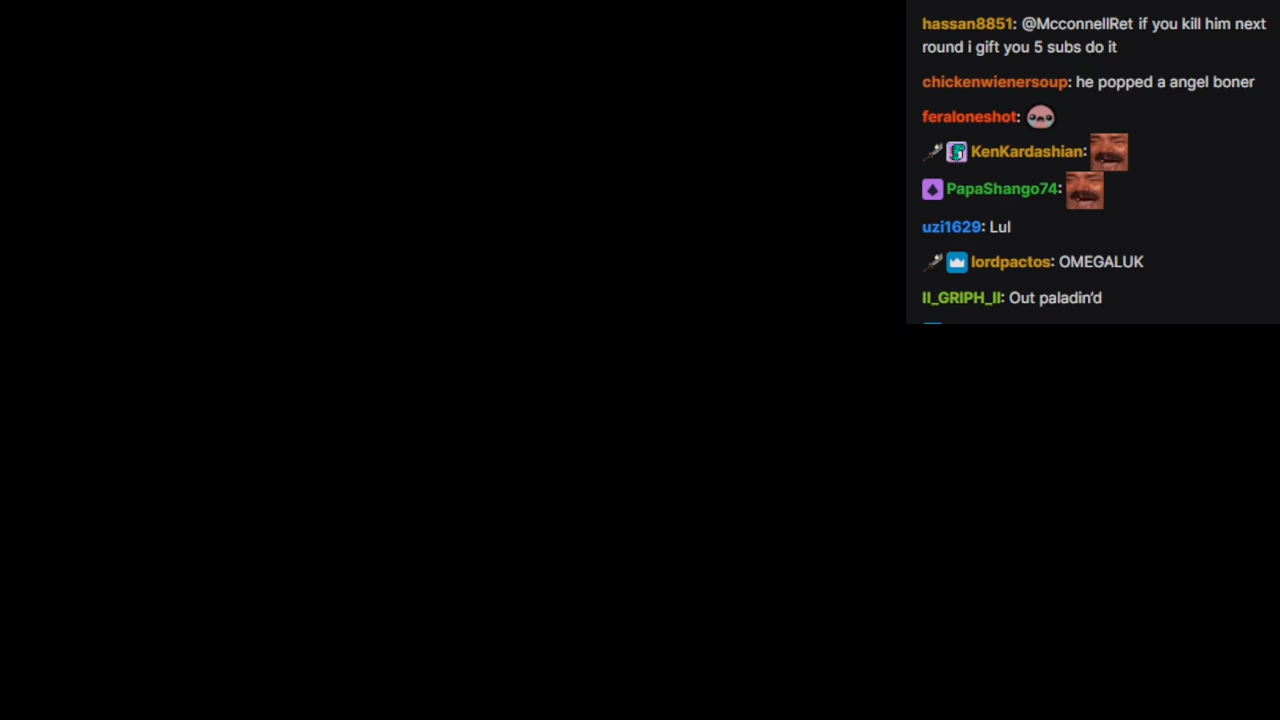 hassan8851: @McconnellRet if you kill him next
round i gift you 5 subs do it
chickenwienersoup: he popped a angel boner
feraloneshot:
KenKardashian:
PapaShango74:
uzi1629: Lul
lordpactos: OMEGALUK
II_GRIPH_II: Out paladin'd